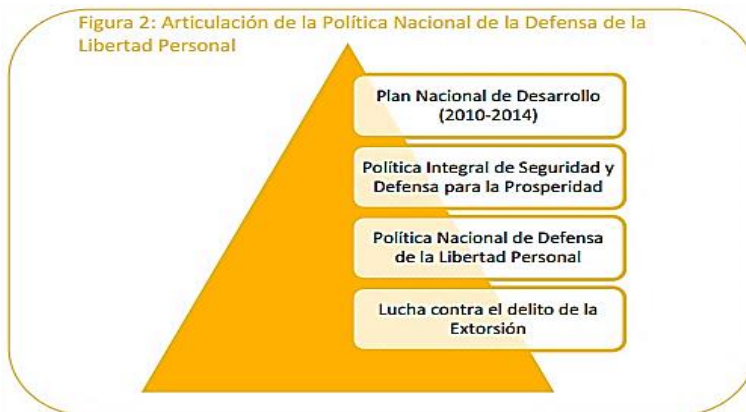 Figura 2: Articulación de la Política Nacional de la Defensa de la
Libertad Personal
Plan Nacional de Desarrollo
(2010-2014)
Política Integral de Seguridad y
Defensa para la Prosperidad
Política Nacional de Defensa
de la Libertad Personal
Lucha contra el delito de la
Extorsión